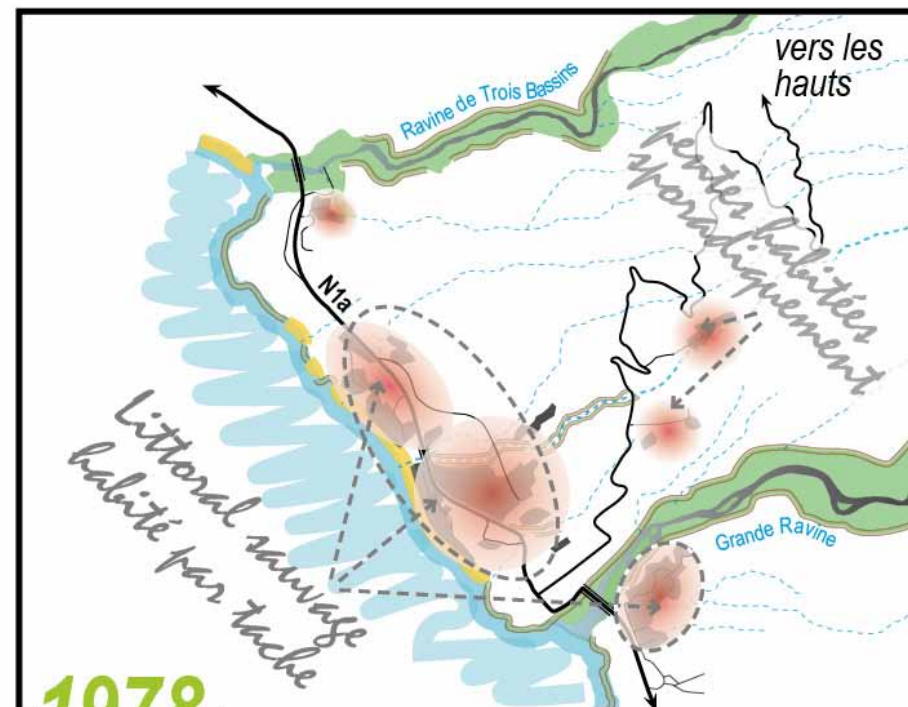 vers les
hauts
Ravine de Trois Bassins
pentes habitées
sporadiquement
N1a
Littoral sauvage
habité par tache
Grande Ravine
1978